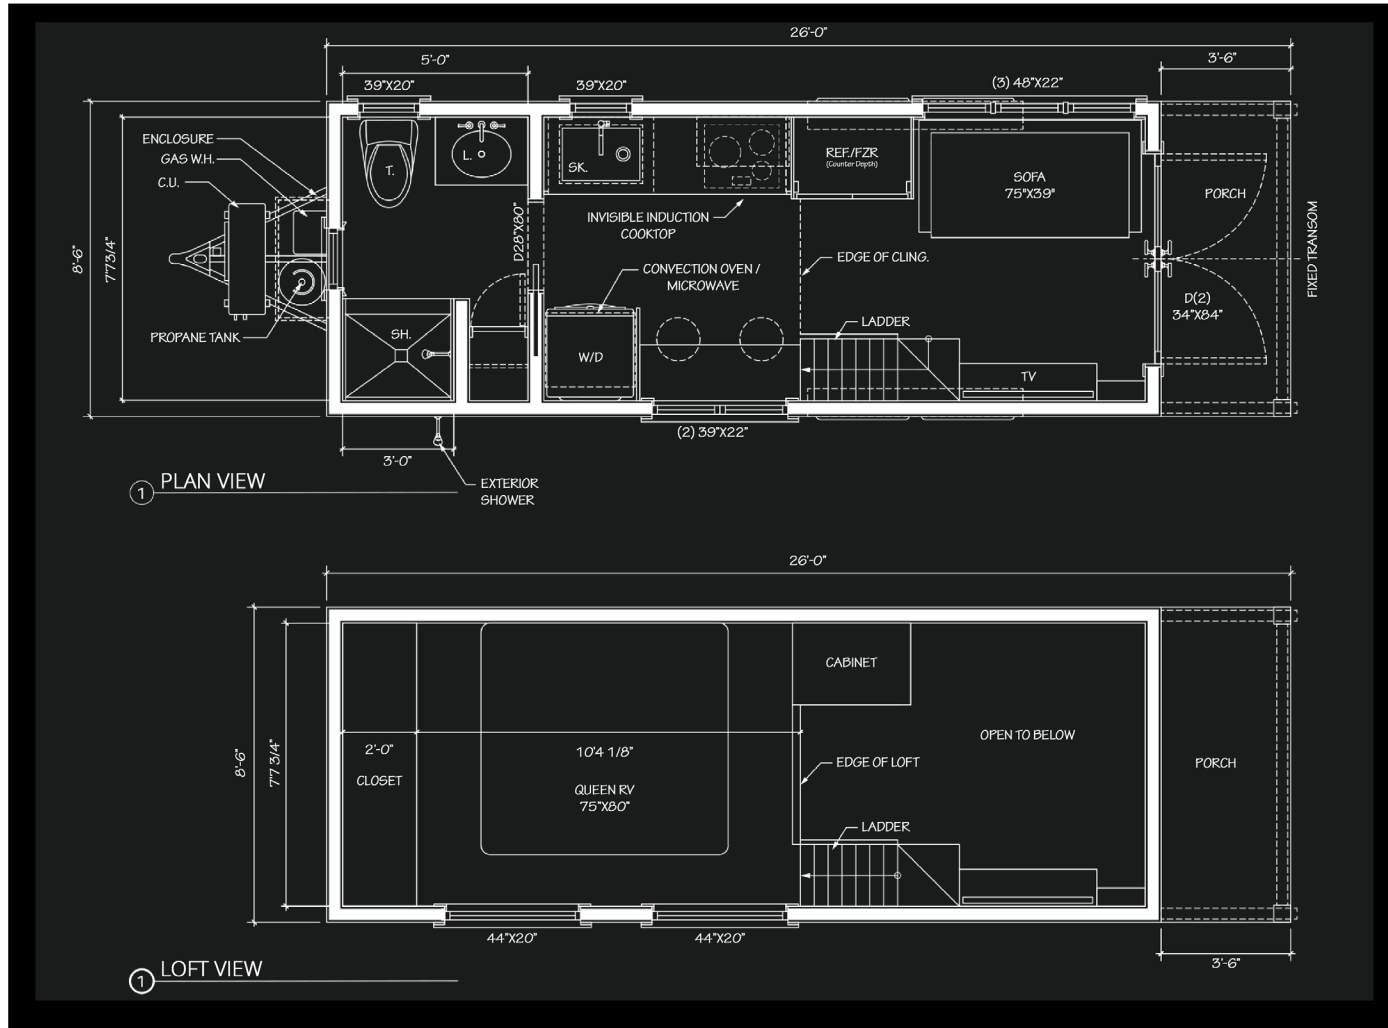 26'-0"
5'-0"
3'-6"
39"X20"
39"X20"
(3) 48"X22"
ENCLOSURE
GAS W.H.
C.U.
T.
L.
SK.
REF./FZR
(Counter Depth)
SOFA
75"X39"
PORCH
INVISIBLE INDUCTION
COOKTOP
D28"X80"
8'-6"
7'7 3/4"
EDGE OF CLING.
CONVECTION OVEN /
MICROWAVE
FIXED TRANSOM
D(2)
34"X84"
PROPANE TANK
SH.
LADDER
W/D
TV
(2) 39"X22"
3'-0"
EXTERIOR
SHOWER
1 PLAN VIEW
26'-0"
CABINET
8'-6"
7'7 3/4"
2'-0"
CLOSET
10'4 1/8"
QUEEN RV
75"X80"
OPEN TO BELOW
EDGE OF LOFT
PORCH
LADDER
44"X20"
44"X20"
3'-6"
1 LOFT VIEW